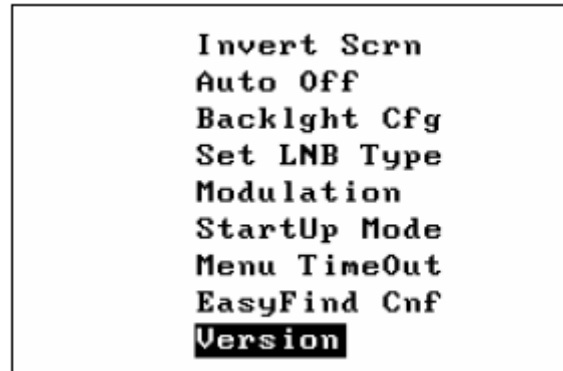 Invert Scrn
Auto Off
Backlght Cfg
Set LNB Type
Modulation
StartUp Mode
Menu TimeOut
EasyFind Cnf
Version